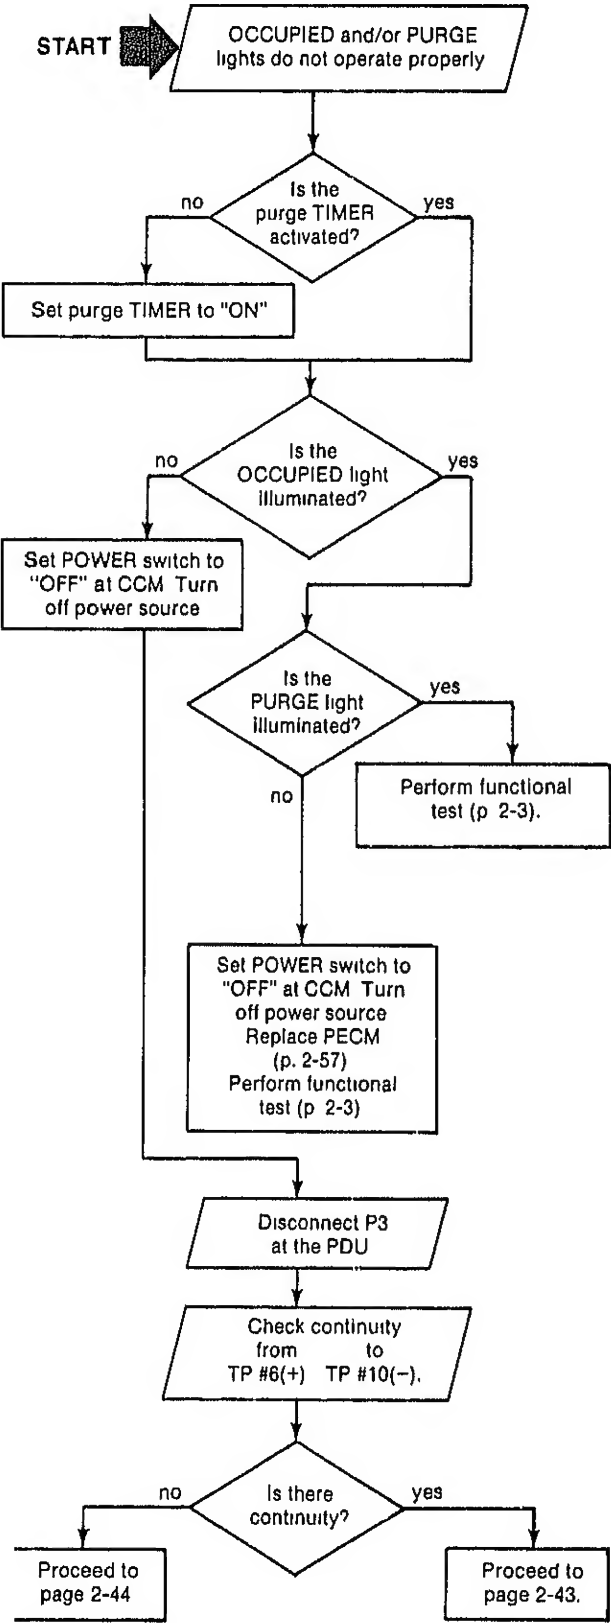 START
OCCUPIED and/or PURGE
lights do not operate properly
Is the
purge TIMER
activated?
no
yes
Set purge TIMER to "ON"
Is the
OCCUPIED light
illuminated?
no
yes
Set POWER switch to
"OFF" at CCM Turn
off power source
Is the
PURGE light
illuminated?
yes
no
Perform functional
test (p 2-3).
Set POWER switch to
"OFF" at CCM Turn
off power source
Replace PECM
(p. 2-57)
Perform functional
test (p 2-3)
Disconnect P3
at the PDU
Check continuity
from to
TP #6(+) TP #10(−).
Is there
continuity?
no
yes
Proceed to
page 2-44
Proceed to
page 2-43.